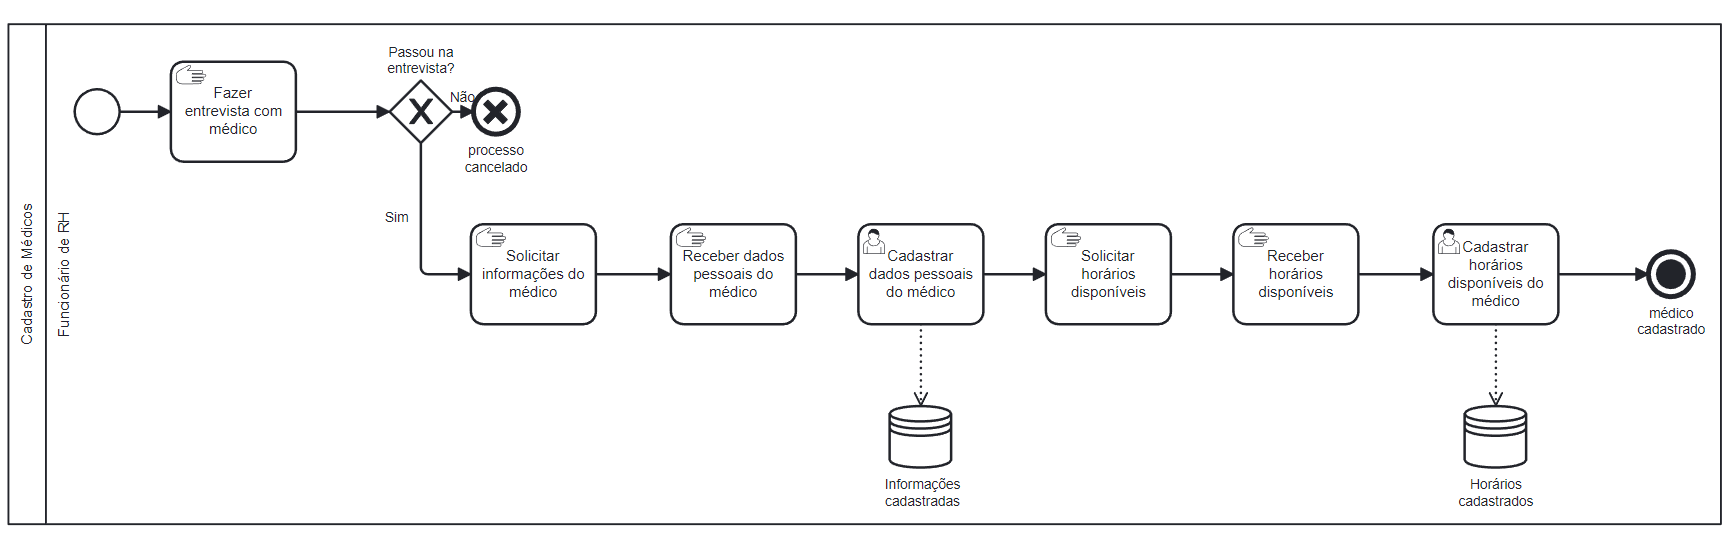 Cadastro de Médicos
Funcionário de RH
Fazer
entrevista com
médico
Passou na
entrevista?
Não
processo
cancelado
Sim
Solicitar
informações do
médico
Receber dados
pessoais do
médico
Cadastrar
dados pessoais
do médico
Solicitar
horários
disponíveis
Receber
horários
disponíveis
Cadastrar
horários
disponíveis do
médico
médico
cadastrado
Informações
cadastradas
Horários
cadastrados